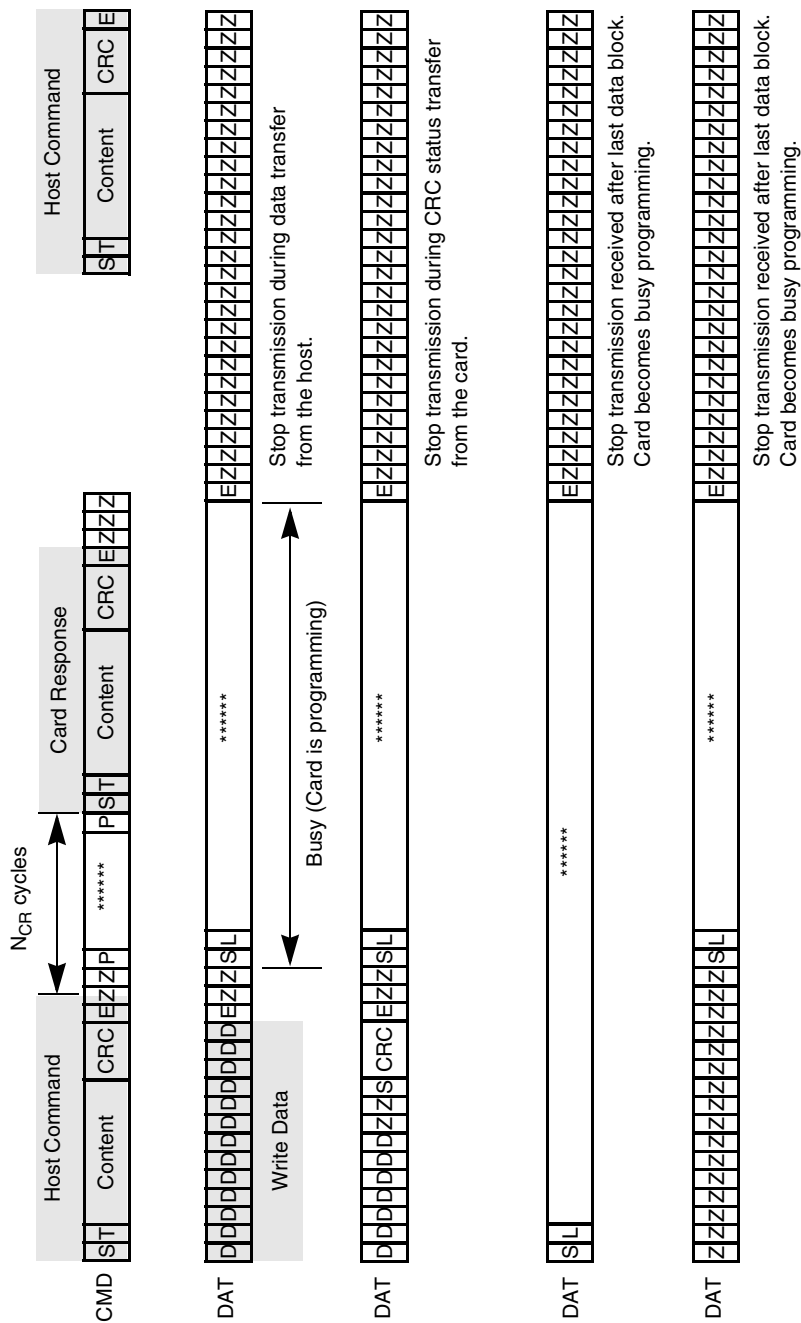 N_CR cycles
Host Command Card Response Host Command
CMD S T Content CRC E Z Z P ****** P S T Content CRC E Z Z Z S T Content CRC E
DAT D D D D D D D D D D D D D E Z Z S L ****** E Z Z Z Z Z Z Z Z Z Z Z Z Z Z Z Z Z Z Z Z Z Z Z Z Z Z
Write Data
Busy (Card is programming)
Stop transmission during data transfer
from the host.
DAT D D D D D D D Z Z S CRC E Z Z S L ****** E Z Z Z Z Z Z Z Z Z Z Z Z Z Z Z Z Z Z Z Z Z Z Z Z Z Z
Stop transmission during CRC status transfer
from the card.
DAT S L ****** E Z Z Z Z Z Z Z Z Z Z Z Z Z Z Z Z Z Z Z Z Z Z Z Z Z Z
Stop transmission received after last data block.
Card becomes busy programming.
DAT Z Z Z Z Z Z Z Z Z Z Z Z Z Z Z Z S L ****** E Z Z Z Z Z Z Z Z Z Z Z Z Z Z Z Z Z Z Z Z Z Z Z Z Z Z
Stop transmission received after last data block.
Card becomes busy programming.